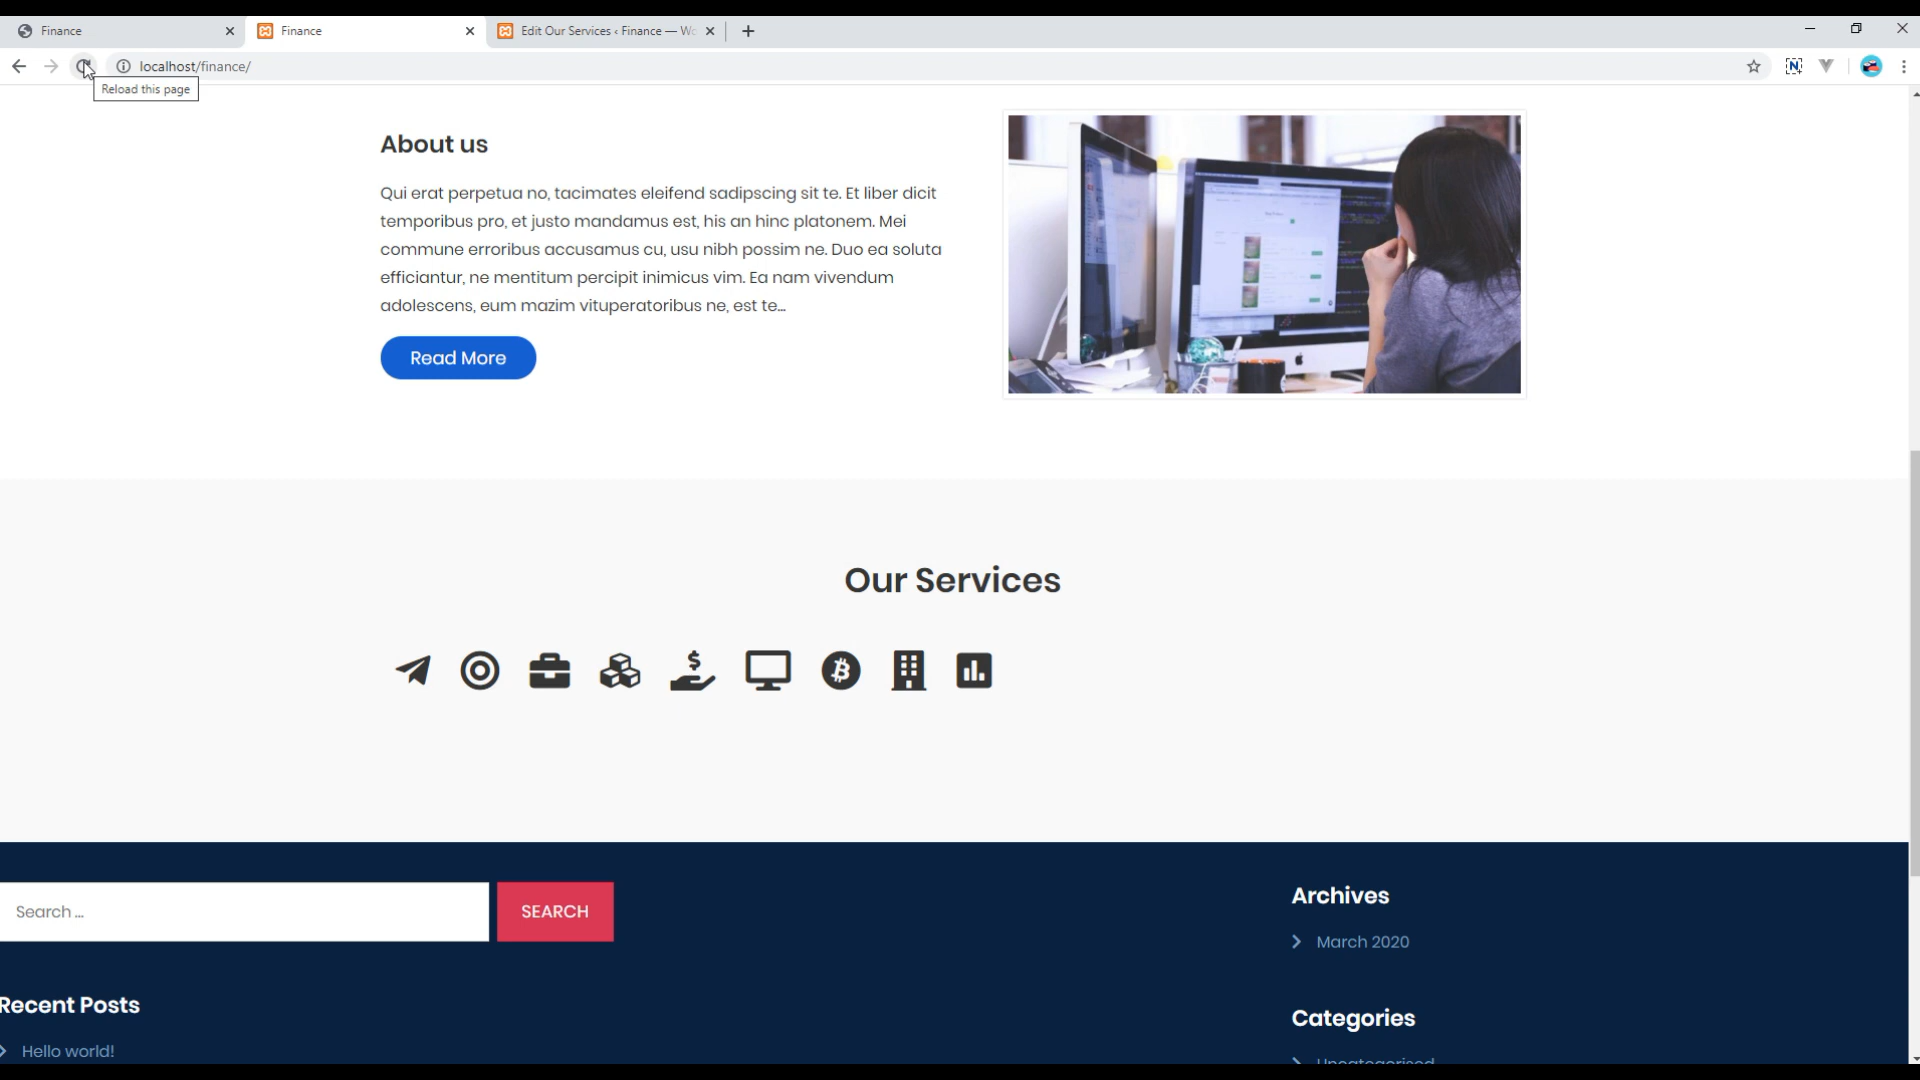 Finance
Finance
Edit Our Services ‹ Finance — Wo
localhost/finance/
Reload this page
About us
Qui erat perpetua no, tacimates eleifend sadipscing sit te. Et liber dicit
temporibus pro, et justo mandamus est, his an hinc platonem. Mei
commune erroribus accusamus cu, usu nibh possim ne. Duo ea soluta
efficiantur, ne mentitum percipit inimicus vim. Ea nam vivendum
adolescens, eum mazim vituperatoribus ne, est te...
Read More
Our Services
Search ...
SEARCH
Archives
March 2020
Recent Posts
Categories
Hello world!
Uncategorised